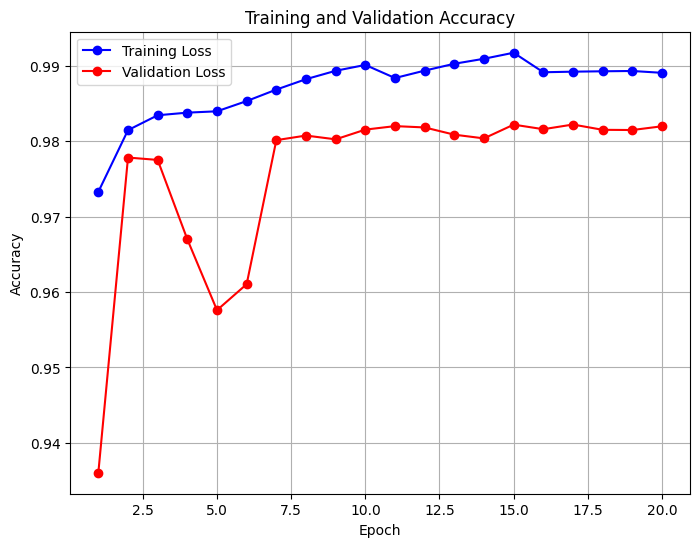 Training and Validation Accuracy
Training Loss
Validation Loss
0.99
0.98
0.97
0.96
0.95
0.94
Accuracy
2.5 5.0 7.5 10.0 12.5 15.0 17.5 20.0
Epoch